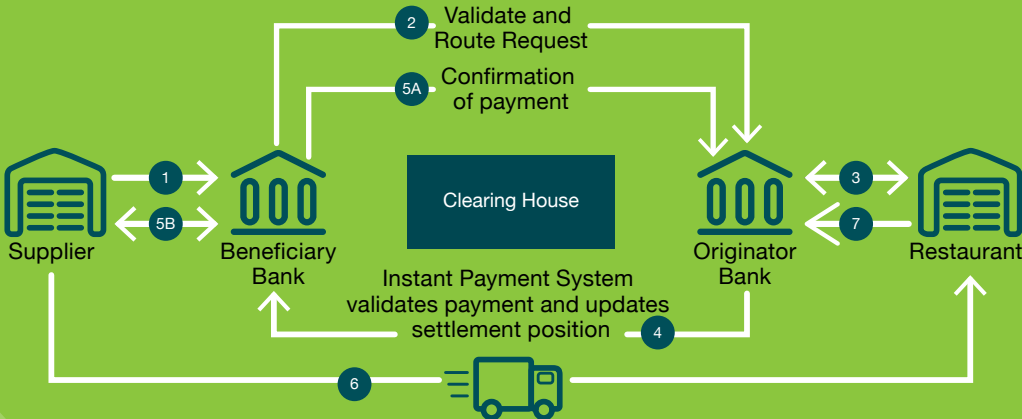 2
Validate and
Route Request
5A
Confirmation
of payment
1
Clearing House
3
5B
7
Supplier
Beneficiary
Bank
Originator
Bank
Restaurant
Instant Payment System
validates payment and updates
settlement position
4
6